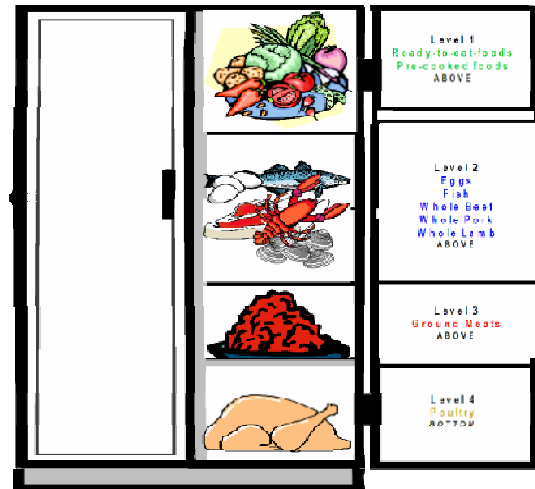 Level 1
Ready-to-eat-foods
Pre-cooked foods
ABOVE
Level 2
Eggs
Fish
Whole Beef
Whole Pork
Whole Lamb
ABOVE
Level 3
Ground Meats
ABOVE
Level 4
Poultry
BOTTOM